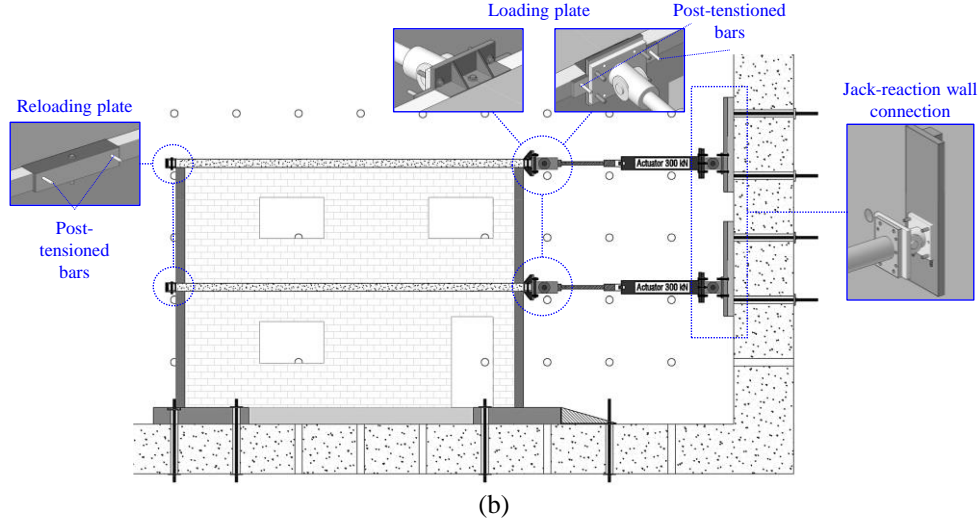 Loading plate
Post-tenstioned
bars
Reloading plate
Jack-reaction wall
connection
Actuator 300 kN
Post-
tensioned
bars
Actuator 300 kN
(b)